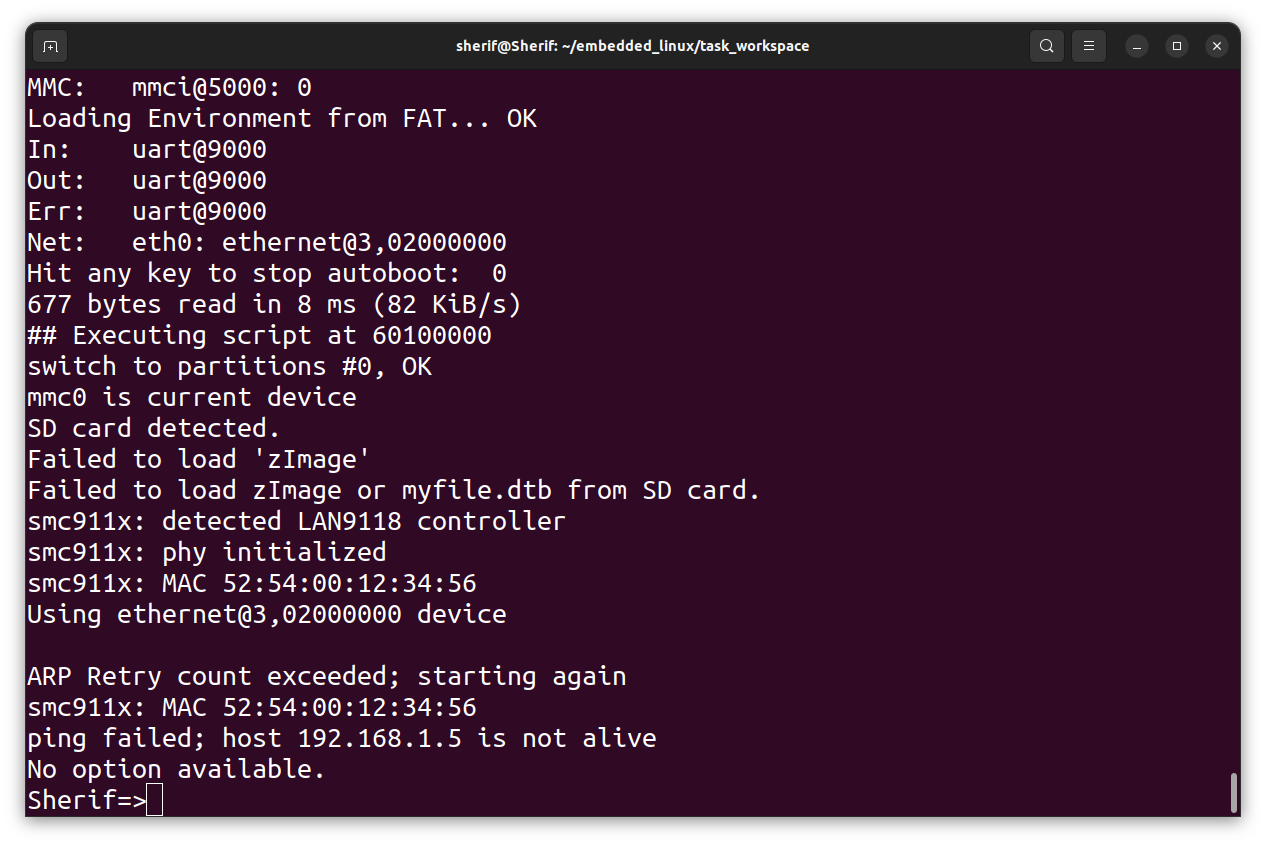 sherif@Sherif: ~/embedded_linux/task_workspace
MMC:   mmci@5000: 0
Loading Environment from FAT... OK
In:    uart@9000
Out:   uart@9000
Err:   uart@9000
Net:   eth0: ethernet@3,02000000
Hit any key to stop autoboot:  0
677 bytes read in 8 ms (82 KiB/s)
## Executing script at 60100000
switch to partitions #0, OK
mmc0 is current device
SD card detected.
Failed to load 'zImage'
Failed to load zImage or myfile.dtb from SD card.
smc911x: detected LAN9118 controller
smc911x: phy initialized
smc911x: MAC 52:54:00:12:34:56
Using ethernet@3,02000000 device
ARP Retry count exceeded; starting again
smc911x: MAC 52:54:00:12:34:56
ping failed; host 192.168.1.5 is not alive
No option available.
Sherif=>